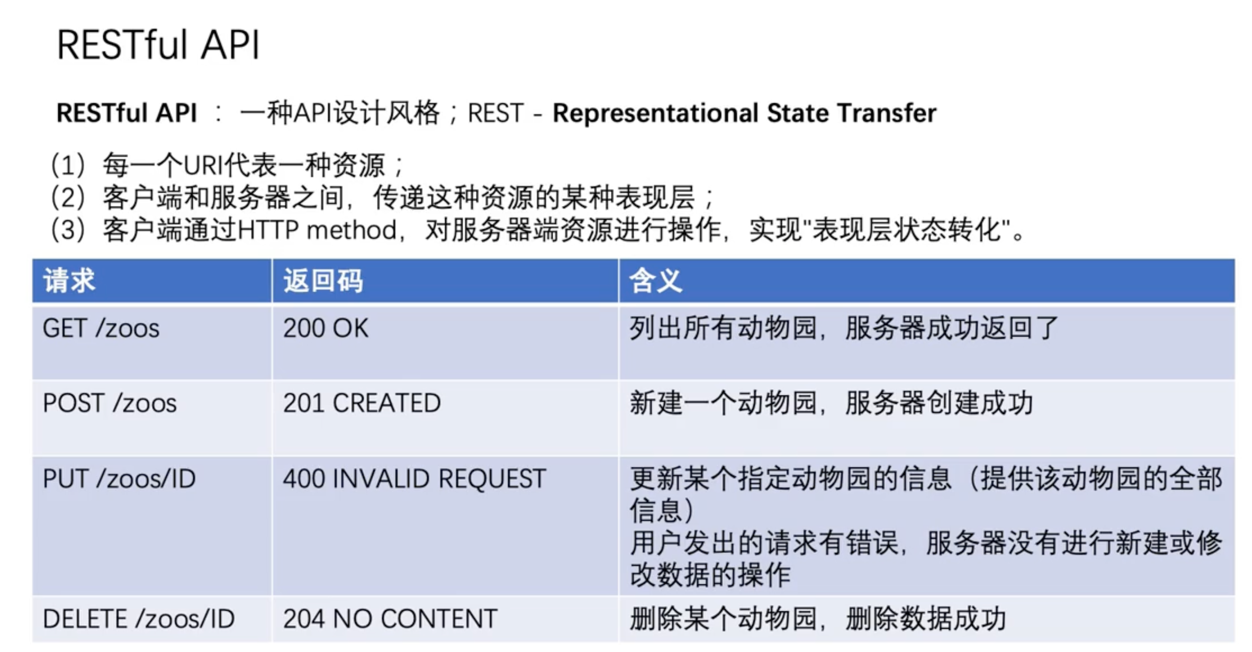 RESTful API
RESTful API ： 一种API设计风格；REST - Representational State Transfer
（1）每一个URI代表一种资源；
（2）客户端和服务器之间，传递这种资源的某种表现层；
（3）客户端通过HTTP method，对服务器端资源进行操作，实现"表现层状态转化"。
请求 返回码 含义
GET /zoos 200 OK 列出所有动物园，服务器成功返回了
POST /zoos 201 CREATED 新建一个动物园，服务器创建成功
PUT /zoos/ID 400 INVALID REQUEST 更新某个指定动物园的信息（提供该动物园的全部
信息）
用户发出的请求有错误，服务器没有进行新建或修
改数据的操作
DELETE /zoos/ID 204 NO CONTENT 删除某个动物园，删除数据成功